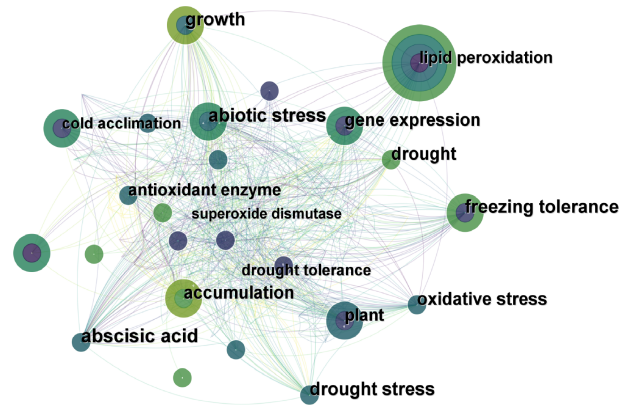 growth
lipid peroxidation
abiotic stress
gene expression
cold acclimation
drought
antioxidant enzyme
superoxide dismutase
freezing tolerance
drought tolerance
accumulation
oxidative stress
plant
abscisic acid
drought stress